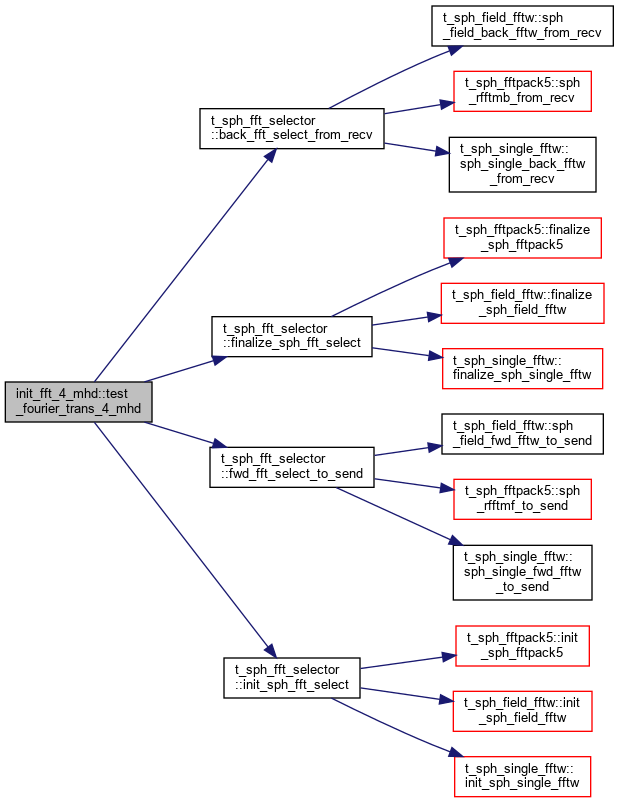 t_sph_field_fftw::sph
_field_back_fftw_from_recv
t_sph_fftpack5::sph
_rfftmb_from_recv
t_sph_fft_selector
::back_fft_select_from_recv
t_sph_single_fftw::
sph_single_back_fftw
_from_recv
t_sph_fftpack5::finalize
_sph_fftpack5
t_sph_field_fftw::finalize
_sph_field_fftw
t_sph_fft_selector
::finalize_sph_fft_select
t_sph_single_fftw::
finalize_sph_single_fftw
init_fft_4_mhd::test
_fourier_trans_4_mhd
t_sph_field_fftw::sph
_field_fwd_fftw_to_send
t_sph_fft_selector
::fwd_fft_select_to_send
t_sph_fftpack5::sph
_rfftmf_to_send
t_sph_single_fftw::
sph_single_fwd_fftw
_to_send
t_sph_fftpack5::init
_sph_fftpack5
t_sph_fft_selector
::init_sph_fft_select
t_sph_field_fftw::init
_sph_field_fftw
t_sph_single_fftw::
init_sph_single_fftw